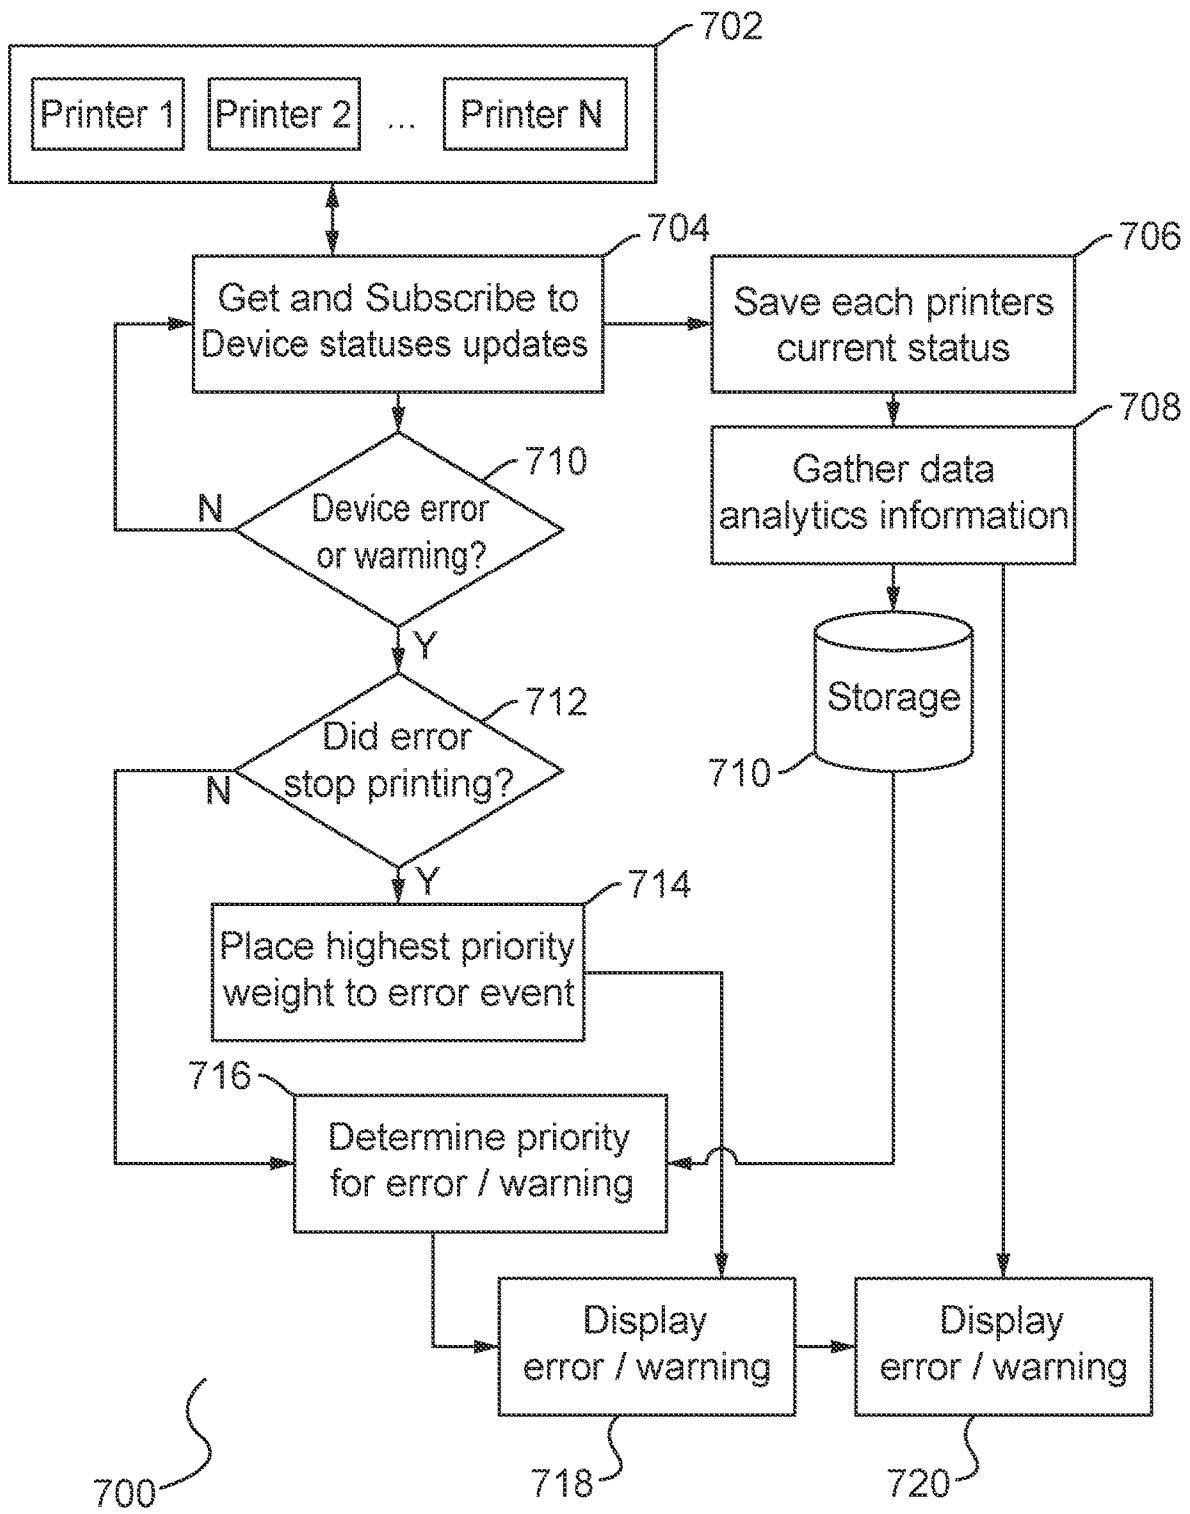 702
Printer 1 Printer 2 ... Printer N
704
Get and Subscribe to
Device statuses updates
706
Save each printers
current status
708
Gather data
analytics information
710
Device error
or warning?
N
Y
Storage
710
712
Did error
stop printing?
N
Y
714
Place highest priority
weight to error event
716
Determine priority
for error / warning
Display
error / warning
718
Display
error / warning
720
700